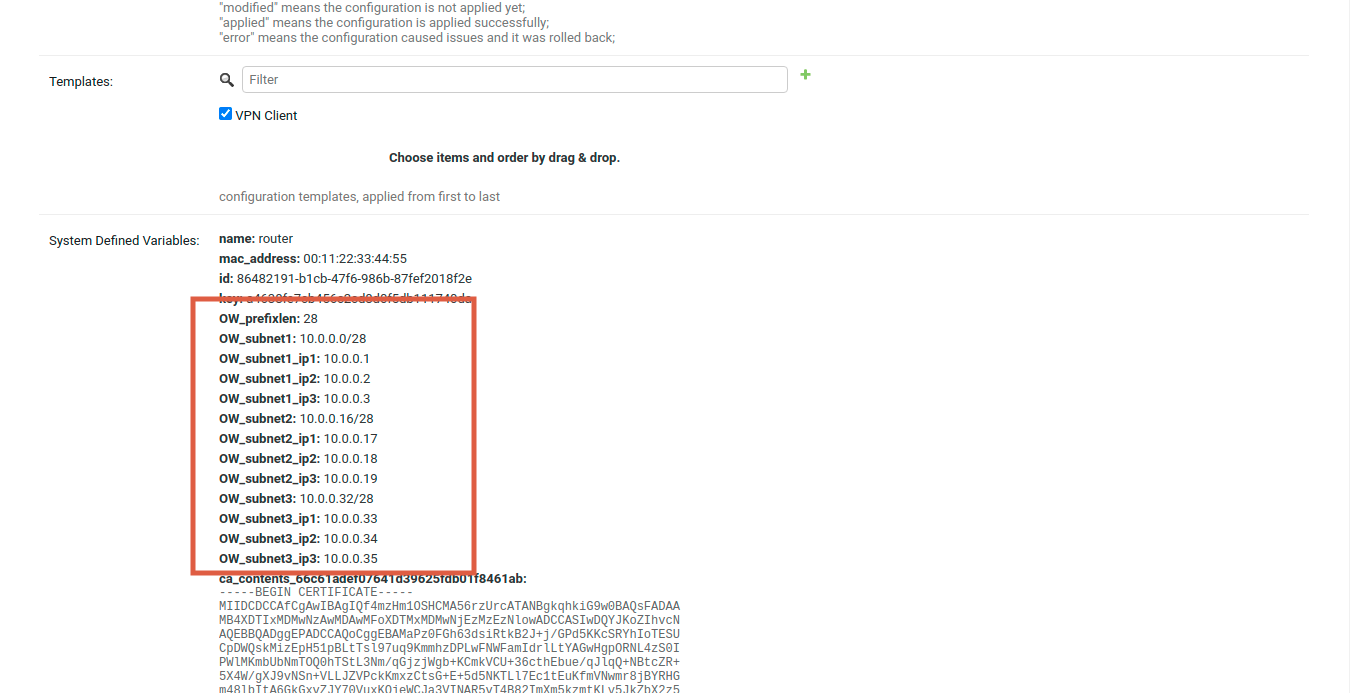 "modified" means the configuration is not applied yet;
"applied" means the configuration is applied successfully;
"error" means the configuration caused issues and it was rolled back;
Templates:
Filter
VPN Client
Choose items and order by drag & drop.
configuration templates, applied from first to last
System Defined Variables:
name: router
mac_address: 00:11:22:33:44:55
id: 86482191-b1cb-47f6-986b-87fef2018f2e
key:
OW_prefixlen: 28
OW_subnet1: 10.0.0.0/28
OW_subnet1_ip1: 10.0.0.1
OW_subnet1_ip2: 10.0.0.2
OW_subnet1_ip3: 10.0.0.3
OW_subnet2: 10.0.0.16/28
OW_subnet2_ip1: 10.0.0.17
OW_subnet2_ip2: 10.0.0.18
OW_subnet2_ip3: 10.0.0.19
OW_subnet3: 10.0.0.32/28
OW_subnet3_ip1: 10.0.0.33
OW_subnet3_ip2: 10.0.0.34
OW_subnet3_ip3: 10.0.0.35
ca_contents_66c61adef07641d39625fdb01f8461ab:
-----BEGIN CERTIFICATE-----
MIIDCDCCAfCgAwIBAgIQf4mzHm1OSHCMA56rzUrcATANBgkqhkiG9w0BAQsFADAA
MB4XDTIxMDMwNzAwMDAwMFoXDTMxMDMwNjEzMzEzNlowADCCASIwDQYJKoZIhvcN
AQEBBQADggEPADCCAQoCggEBAMaPz0FGh63dsiRtkB2J+j/GPd5KKcSRYhIoTESU
CpDWQskMizEpH51pBLtTsl97uq9KmmhzDPLwFNWFamIdrlLtYAGwHgpORNL4zS0I
PWlMKmbUbNmTOQ0hTStL3Nm/qGjzjWgb+KCmkVCU+36cthEbue/qJlqQ+NBtcZR+
5X4W/gXJ9vNSn+VLLJZVPckKmxzCtsG+E+5d5NKTLl7Ec1tEuKfmVNwmr8jBYRHG